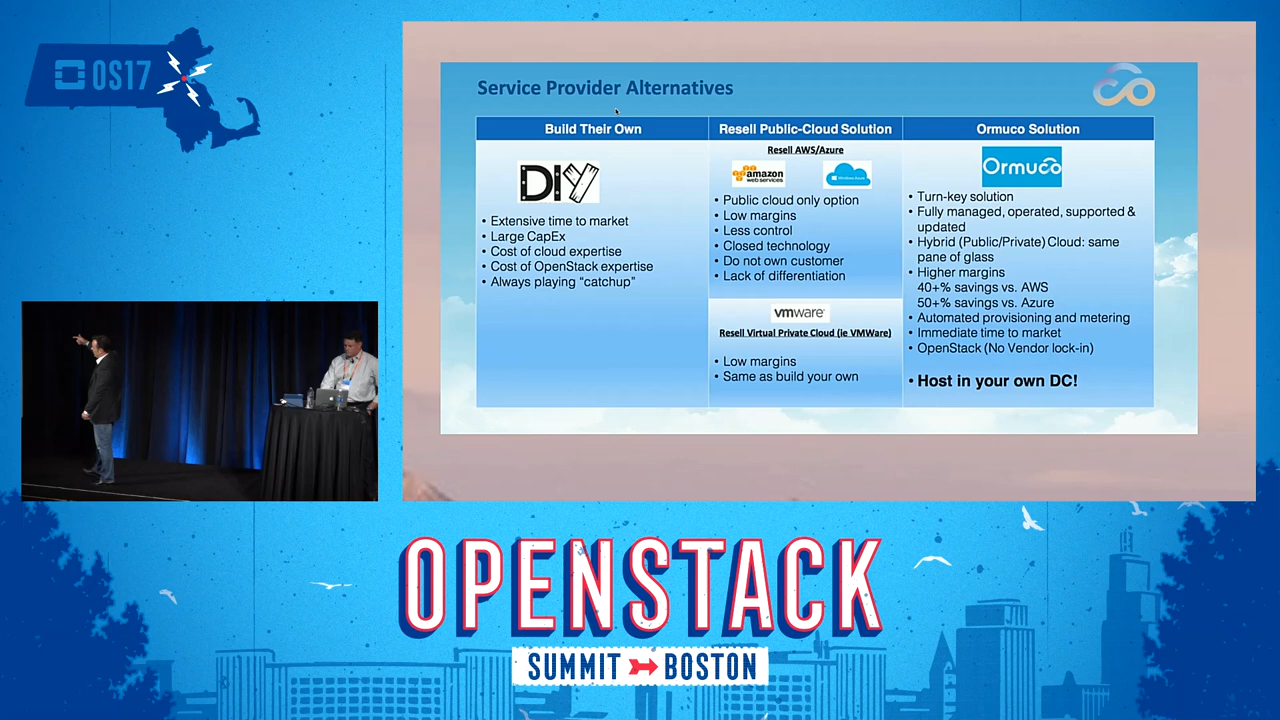 OS17
Service Provider Alternatives
Build Their Own
DIY
• Extensive time to market
• Large CapEx
• Cost of cloud expertise
• Cost of OpenStack expertise
• Always playing “catchup”
Resell Public-Cloud Solution
Resell AWS/Azure
amazon
web services
Windows Azure
• Public cloud only option
• Low margins
• Less control
• Closed technology
• Do not own customer
• Lack of differentiation
vmware
Resell Virtual Private Cloud (ie VMWare)
• Low margins
• Same as build your own
Ormuco Solution
Ormuco
• Turn-key solution
• Fully managed, operated, supported &
updated
• Hybrid (Public/Private) Cloud: same
pane of glass
• Higher margins
40+% savings vs. AWS
50+% savings vs. Azure
• Automated provisioning and metering
• Immediate time to market
• OpenStack (No Vendor lock-in)
• Host in your own DC!
OPENSTACK
SUMMIT BOSTON